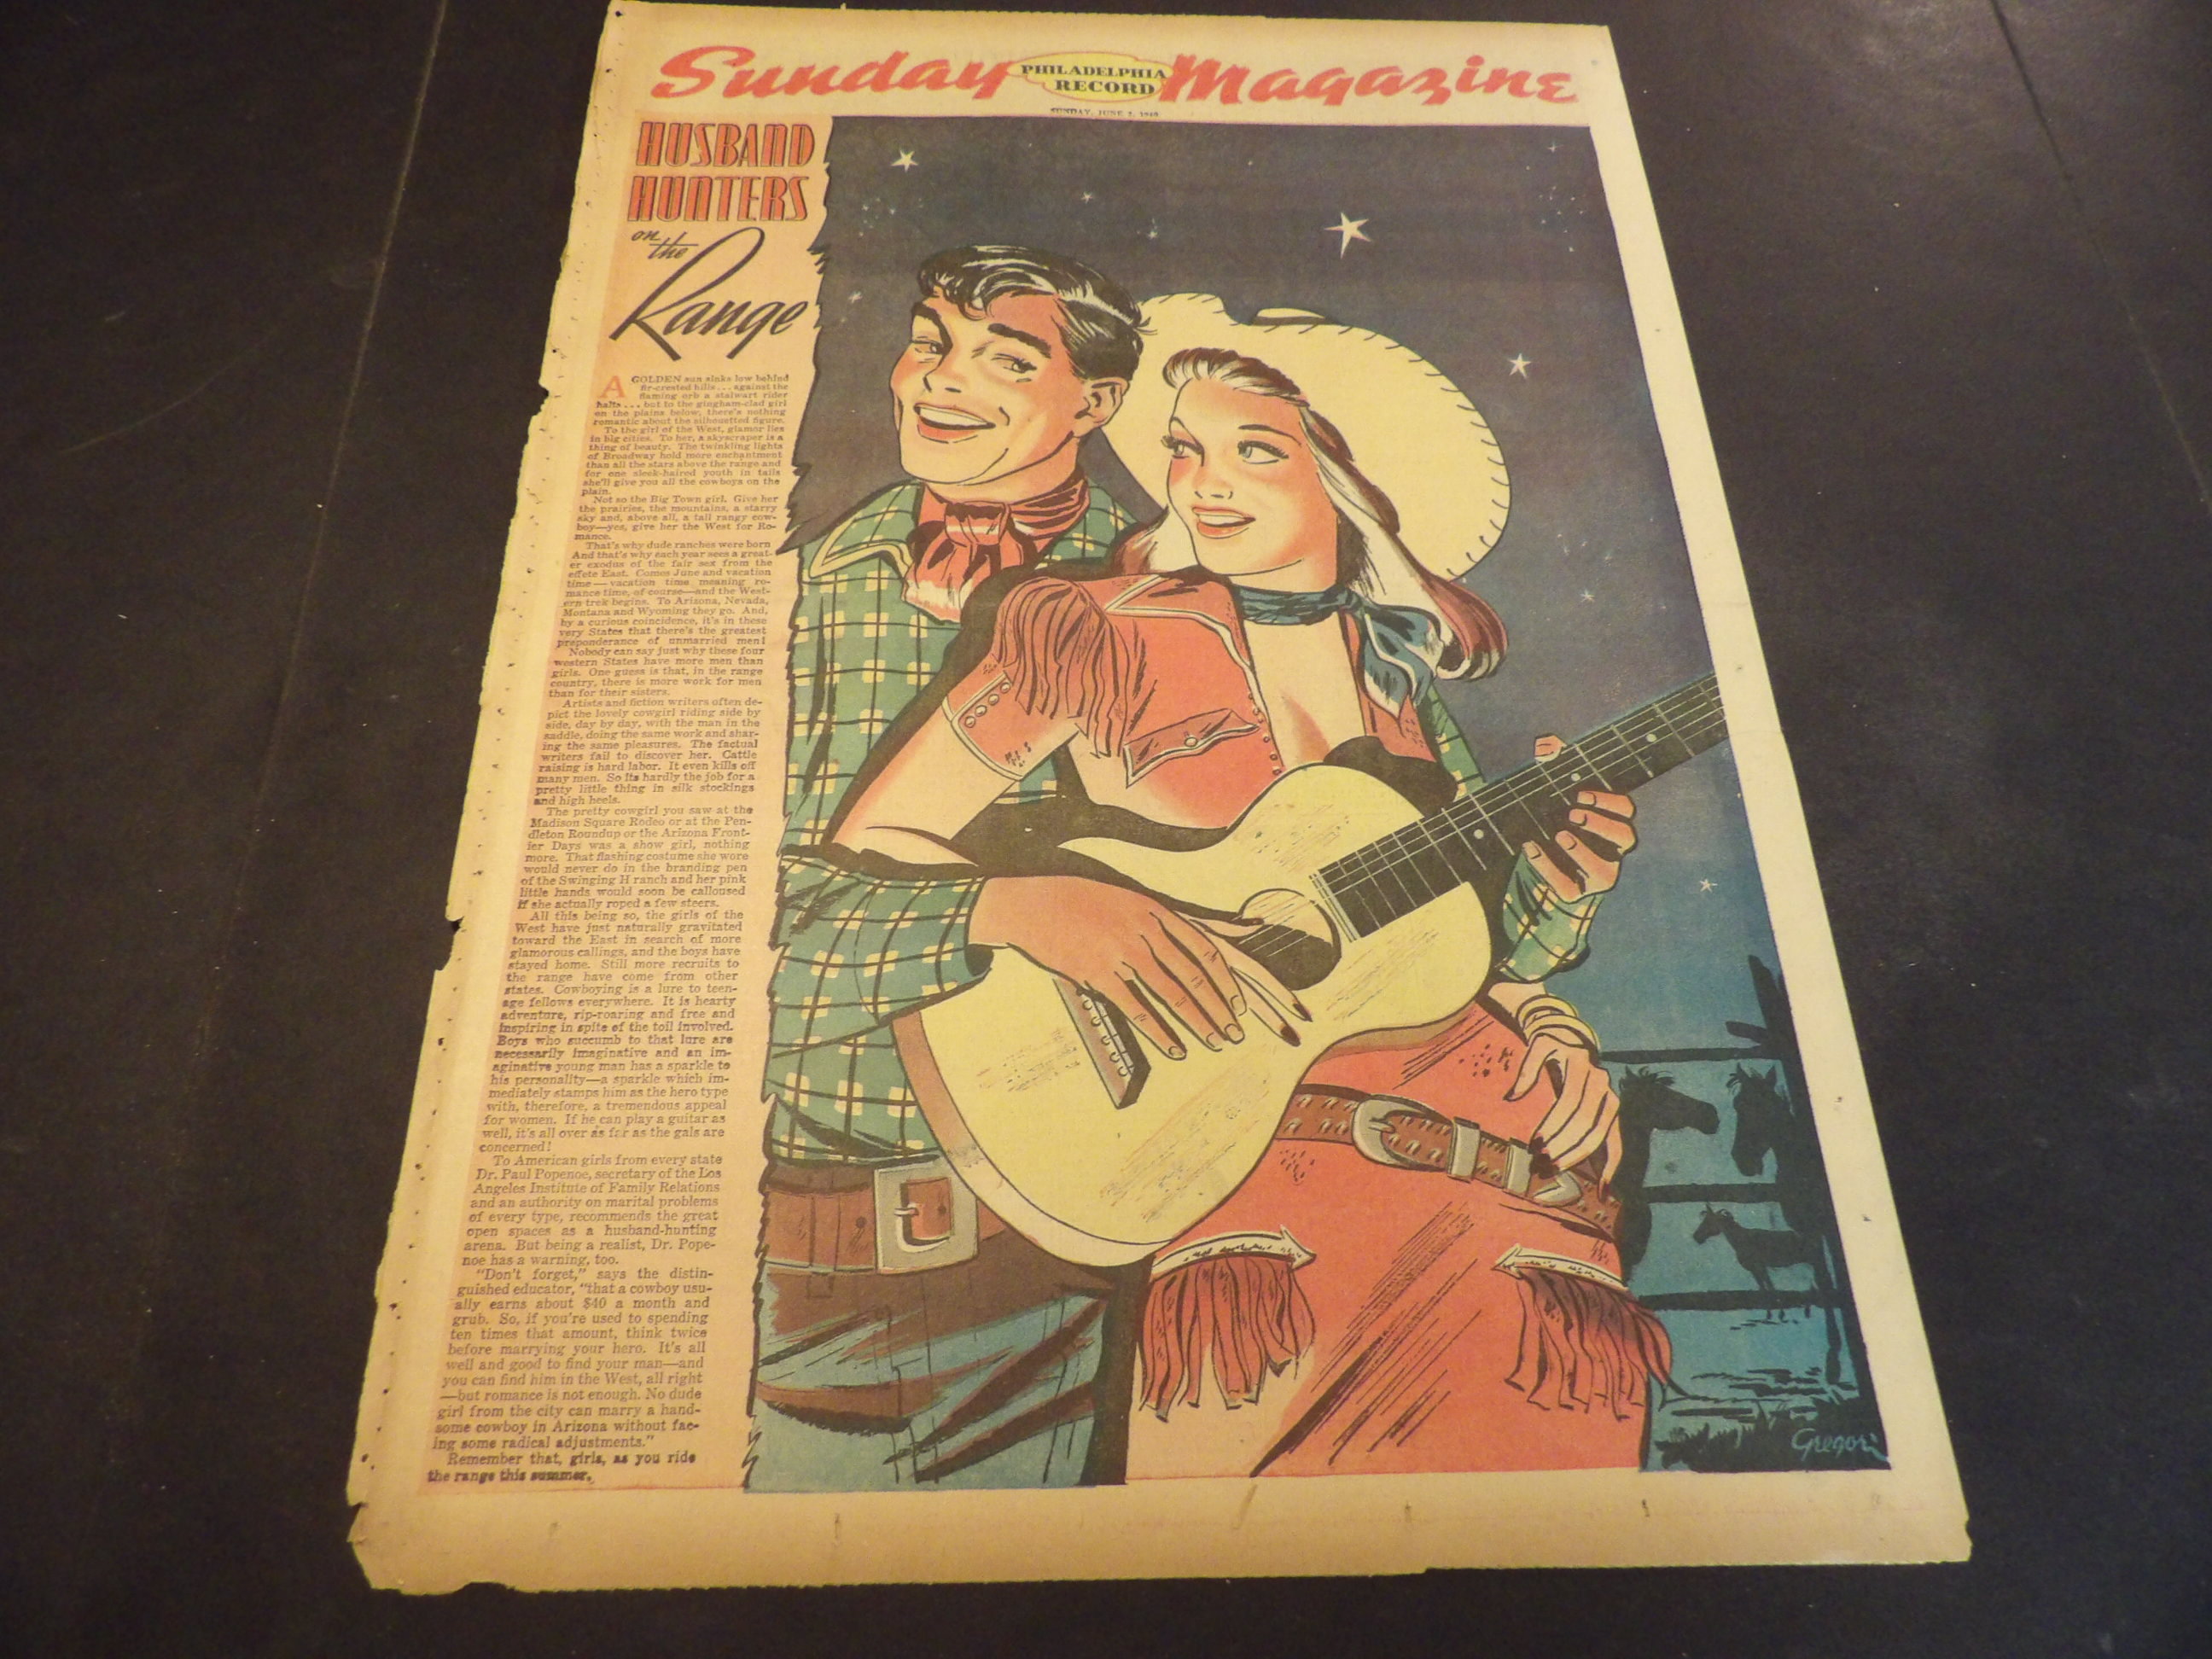 Sunday PHILADELPHIA RECORD Magazine
SUNDAY, JUNE 2, 1940
HUSBAND
HUNTERS
on the
Range
A GOLDEN sun sinks low behind
fir-crested hills... against the
flaming orb a stalwart rider
halts... but to the gingham-clad girl
on the plains below, there's nothing
romantic about the silhouetted figure.
To the girl of the West, glamor lies
in big cities. To her, a skyscraper is a
thing of beauty. The twinkling lights
of Broadway hold more enchantment
than all the stars above the range and
for one sleek-haired youth in tails
she'll give you all the cowboys on the
plain.
Not so the Big Town girl. Give her
the prairies, the mountains, a starry
sky and, above all, a tall rangy cow-
boy—yes, give her the West for Ro-
mance.
That's why dude ranches were born
And that's why each year sees a great-
er exodus of the fair sex from the
effete East. Comes June and vacation
time—vacation time meaning ro-
mance time, of course—and the West-
ern trek begins. To Arizona, Nevada,
Montana and Wyoming they go. And,
by a curious coincidence, it's in these
very States that there's the greatest
preponderance of unmarried men!
Nobody can say just why these four
western States have more men than
girls. One guess is that, in the range
country, there is more work for men
than for their sisters.
Artists and fiction writers often de-
pict the lovely cowgirl riding side by
side, day by day, with the man in the
saddle, doing the same work and shar-
ing the same pleasures. The factual
writers fail to discover her. Cattle
raising is hard labor. It even kills off
many men. So its hardly the job for a
pretty little thing in silk stockings
and high heels.
The pretty cowgirl you saw at the
Madison Square Rodeo or at the Pen-
dleton Roundup or the Arizona Front-
ier Days was a show girl, nothing
more. That flashing costume she wore
would never do in the branding pen
of the Swinging H ranch and her pink
little hands would soon be calloused
if she actually roped a few steers.
All this being so, the girls of the
West have just naturally gravitated
toward the East in search of more
glamorous callings, and the boys have
stayed home. Still more recruits to
the range have come from other
states. Cowboying is a lure to teen-
age fellows everywhere. It is hearty
adventure, rip-roaring and free and
inspiring in spite of the toil involved.
Boys who succumb to that lure are
necessarily imaginative and an im-
aginative young man has a sparkle to
his personality—a sparkle which im-
mediately stamps him as the hero type
with, therefore, a tremendous appeal
for women. If he can play a guitar as
well, it's all over as far as the gals are
concerned!
To American girls from every state
Dr. Paul Popenoe, secretary of the Los
Angeles Institute of Family Relations
and an authority on marital problems
of every type, recommends the great
open spaces as a husband-hunting
arena. But being a realist, Dr. Pope-
noe has a warning, too.
"Don't forget," says the distin-
guished educator, "that a cowboy usu-
ally earns about $40 a month and
grub. So, if you're used to spending
ten times that amount, think twice
before marrying your hero. It's all
well and good to find your man—and
you can find him in the West, all right
—but romance is not enough. No dude
girl from the city can marry a hand-
some cowboy in Arizona without fac-
ing some radical adjustments."
Remember that, girls, as you ride
the range this summer.
Gregori